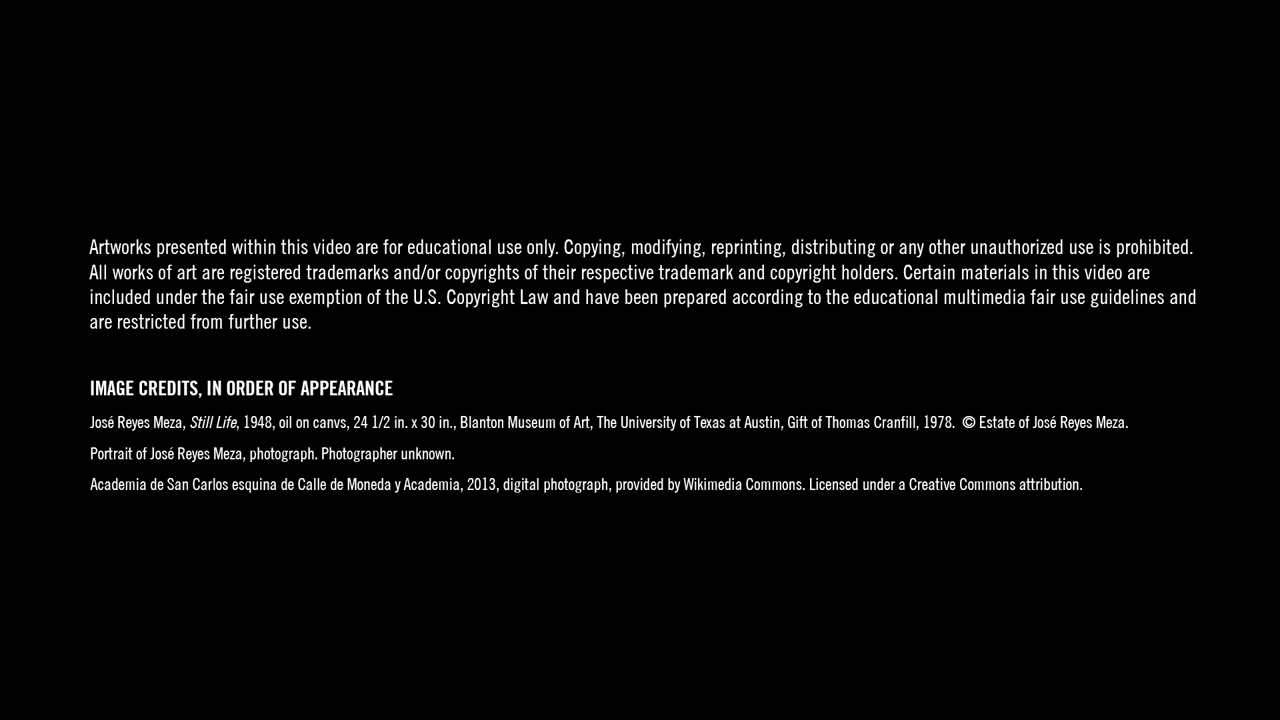 Artworks presented within this video are for educational use only. Copying, modifying, reprinting, distributing or any other unauthorized use is prohibited.
All works of art are registered trademarks and/or copyrights of their respective trademark and copyright holders. Certain materials in this video are
included under the fair use exemption of the U.S. Copyright Law and have been prepared according to the educational multimedia fair use guidelines and
are restricted from further use.
IMAGE CREDITS, IN ORDER OF APPEARANCE
José Reyes Meza, Still Life, 1948, oil on canvs, 24 1/2 in. x 30 in., Blanton Museum of Art, The University of Texas at Austin, Gift of Thomas Cranfill, 1978. © Estate of José Reyes Meza.
Portrait of José Reyes Meza, photograph. Photographer unknown.
Academia de San Carlos esquina de Calle de Moneda y Academia, 2013, digital photograph, provided by Wikimedia Commons. Licensed under a Creative Commons attribution.